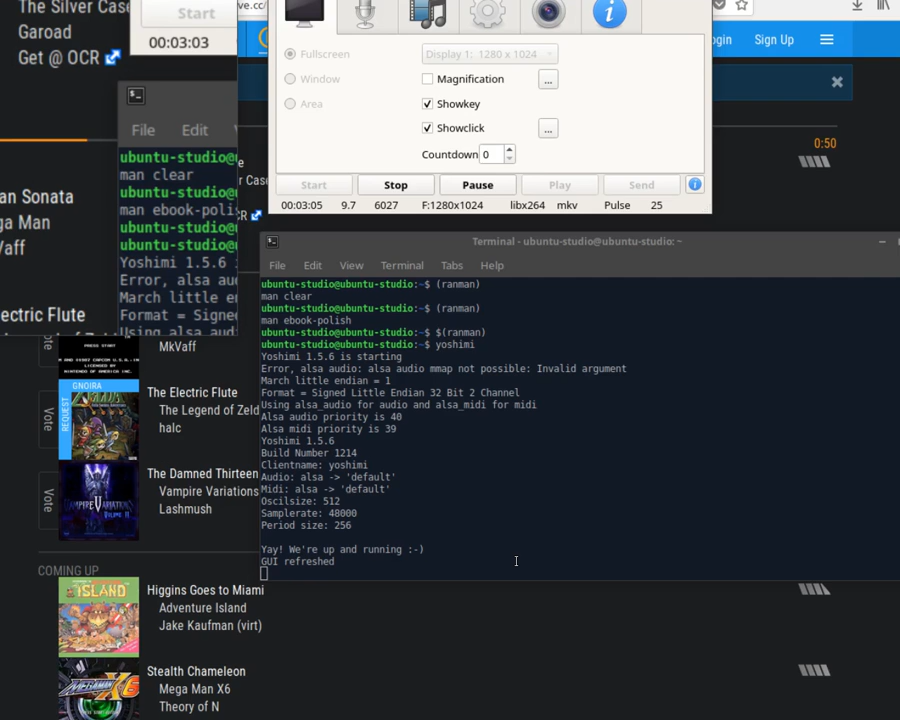 The Silver Case
Garoad
Get @ OCR
Start
00:03:03
File Edit
ubuntu-studio@
man clear
ubuntu-studio@
man ebook-polis
ubuntu-studio@
ubuntu-studio@
Yoshimi 1.5.6
Error, alsa au
March little en
Format = Signed
Using alsa aud
an Sonata
ga Man
Vaff
ectric Flute
ve.cc/
Fullscreen
Window
Area
Display 1: 1280 x 1024
Magnification
...
Showkey
Showclick
...
Countdown 0
Start Stop Pause Play Send
00:03:05 9.7 6027 F:1280x1024 libx264 mkv Pulse 25
ogin Sign Up
0:50
r Case
CR
Terminal - ubuntu-studio@ubuntu-studio: ~
File Edit View Terminal Tabs Help
ubuntu-studio@ubuntu-studio:~$ (ranman)
man clear
ubuntu-studio@ubuntu-studio:~$ (ranman)
man ebook-polish
ubuntu-studio@ubuntu-studio:~$ $(ranman)
ubuntu-studio@ubuntu-studio:~$ yoshimi
Yoshimi 1.5.6 is starting
Error, alsa audio: alsa audio mmap not possible: Invalid argument
March little endian = 1
Format = Signed Little Endian 32 Bit 2 Channel
Using alsa_audio for audio and alsa_midi for midi
Alsa audio priority is 40
Alsa midi priority is 39
Yoshimi 1.5.6
Build Number 1214
Clientname: yoshimi
Audio: alsa -> 'default'
Midi: alsa -> 'default'
Oscilsize: 512
Samplerate: 48000
Period size: 256
Yay! We're up and running :-)
GUI refreshed
MkVaff
Vote
GNOIRA
REQUEST
The Electric Flute
The Legend of Zeld
halc
Vote
The Damned Thirteen
Vampire Variations
Lashmush
COMING UP
ISLAND
Higgins Goes to Miami
Adventure Island
Jake Kaufman (virt)
Stealth Chameleon
Mega Man X6
Theory of N